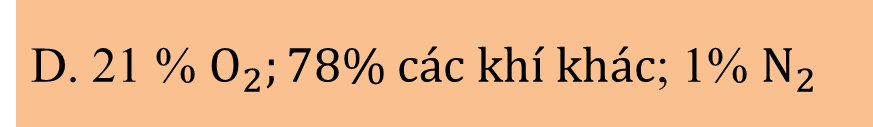 D. 21 % O₂; 78% các khí khác; 1% N₂